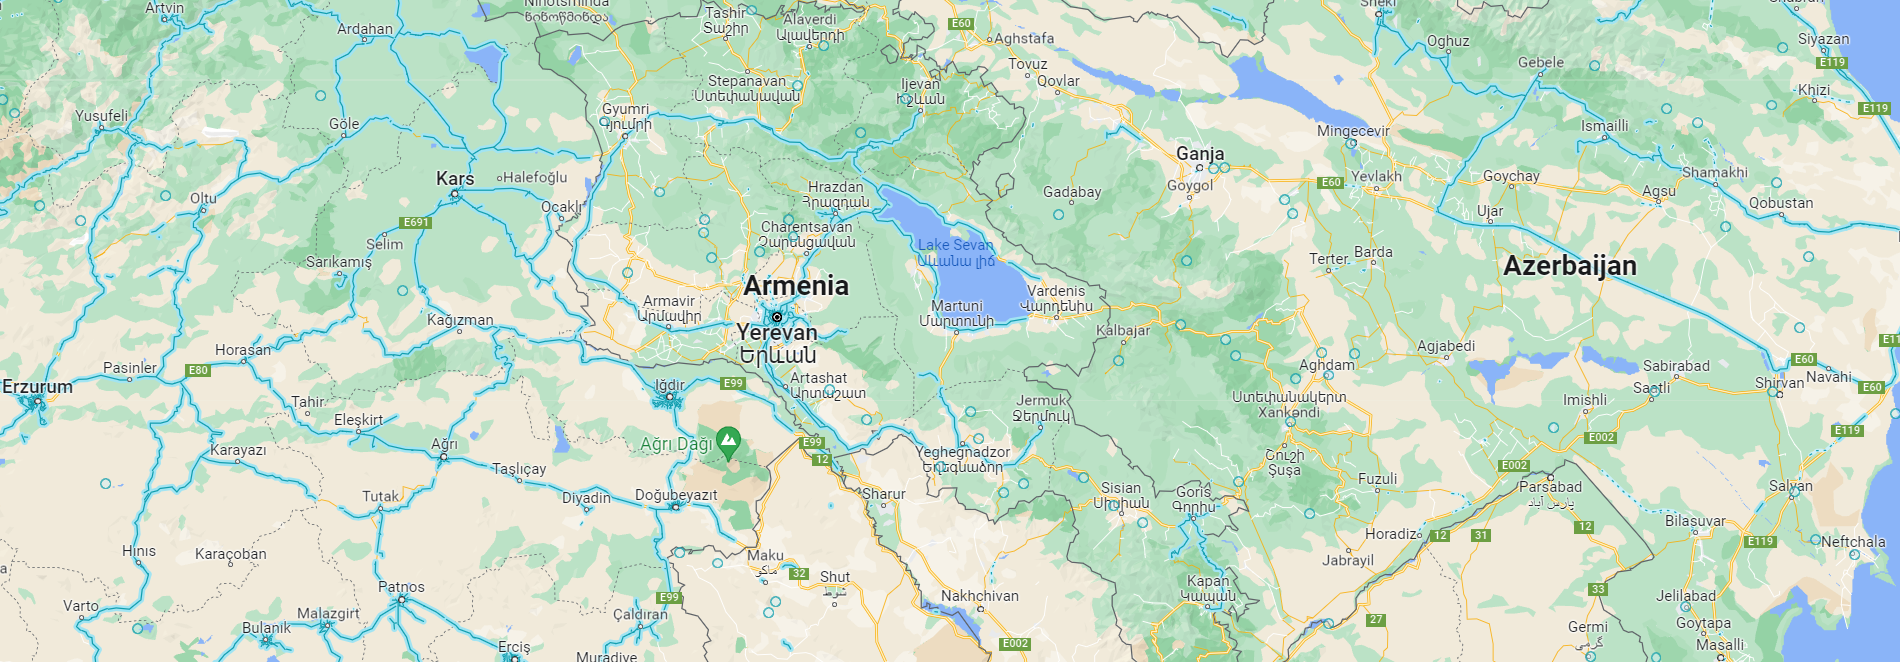 Artvin
Ninotsminda
ნინოწმინდა
Tashir
Տաշիր
Alaverdi
Ալավերդի
E60
Aghstafa
Sheki
Siyazan
E119
Ardahan
Oghuz
Gebele
Tovuz
Qovlar
Stepanavan
Ստեփանավան
Ijevan
Իջևան
Khizi
E119
Yusufeli
Göle
Gyumri
Գյումրի
Mingecevir
Ismailli
Ganja
Kars
Halefoğlu
Oltu
Ocaklı
Hrazdan
Հրազդան
Gadabay
Goygol
E60
Yevlakh
Goychay
Agsu
Shamakhi
Qobustan
Ujar
E691
Selim
Charentsavan
Չարենցավան
Lake Sevan
Սևանա լիճ
Sarıkamış
Terter
Barda
Azerbaijan
Armenia
Armavir
Արմավիր
Martuni
Մարտունի
Vardenis
Վարդենիս
Kağızman
Yerevan
Երևան
Kalbajar
Horasan
Pasinler
E80
Erzurum
Agjabedi
Aghdam
Sabirabad
E60
Shirvan
Navahi
E60
Saatli
Iğdır
E99
Artashat
Արտաշատ
Tahir
Eleşkirt
Jermuk
Ջերմուկ
Ստեփանակերտ
Xankəndi
Imishli
E119
E002
Ağrı
Karayazı
Ağrı Dağı
E99
12
Yeghegnadzor
Եղեգնաձոր
Շուշի
Şuşa
E002
Taşlıçay
Tutak
Diyadin
Doğubeyazıt
Sharur
Sisian
Սիսիան
Goris
Գորիս
Fuzuli
Parsabad
پارس آباد
Salyan
Horadiz
12
31
12
Bilasuvar
E119
Neftchala
Hınıs
Karaçoban
Maku
ماکو
32
Shut
شوط
Jabrayil
Patnos
E99
Nakhchivan
Kapan
Կապան
33
Jelilabad
Varto
Malazgirt
Bulanık
Çaldıran
27
Germi
گرمی
Goytapa
Masalli
Erciş
Muradiye
E002